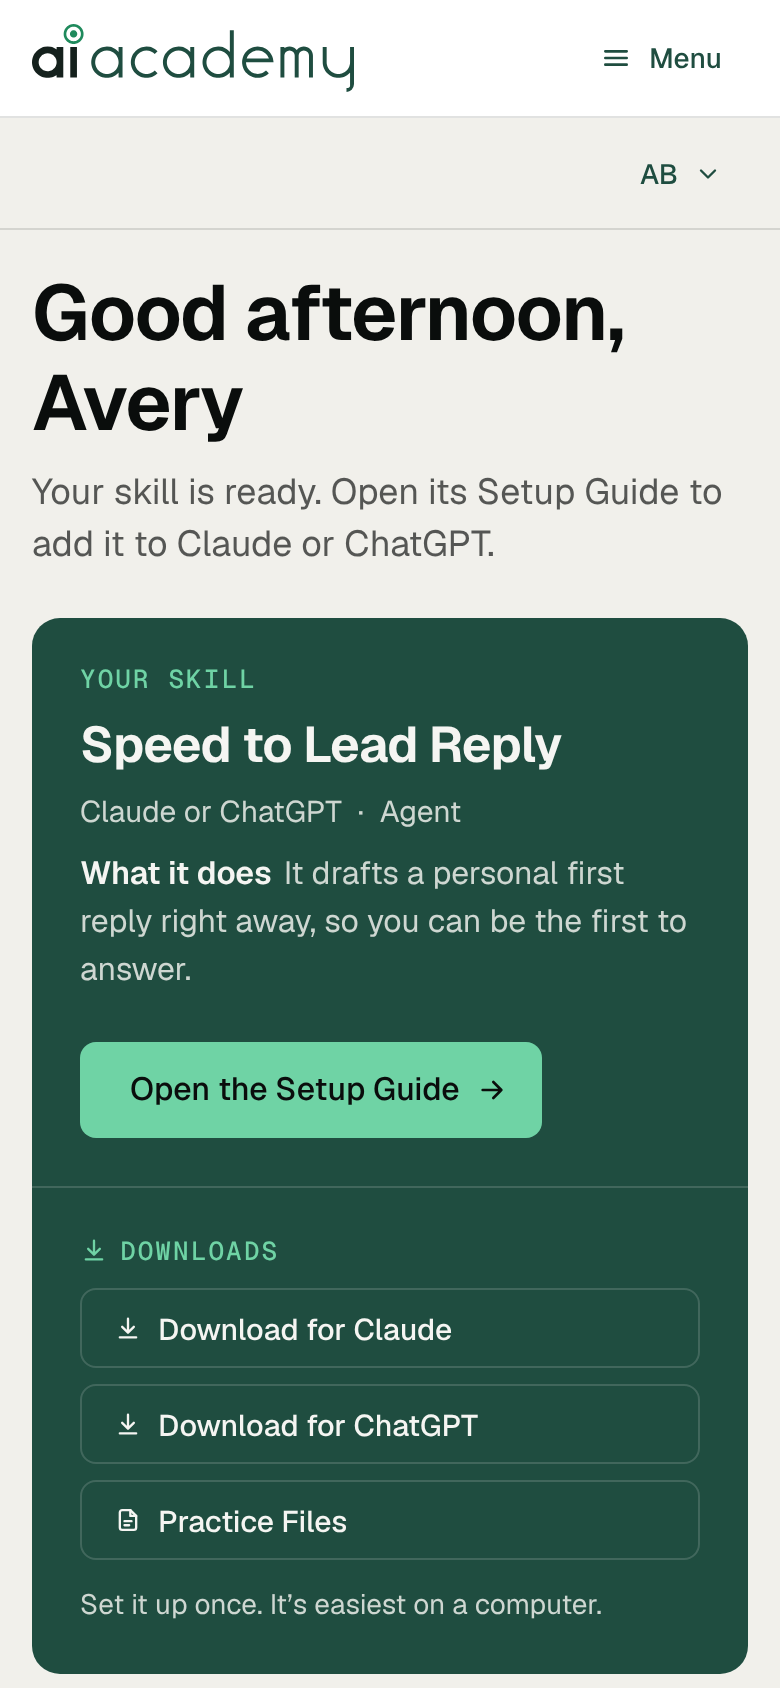 ai academy
Menu
AB
Good afternoon,
Avery
Your skill is ready. Open its Setup Guide to
add it to Claude or ChatGPT.
YOUR SKILL
Speed to Lead Reply
Claude or ChatGPT · Agent
What it does It drafts a personal first
reply right away, so you can be the first to
answer.
Open the Setup Guide →
DOWNLOADS
Download for Claude
Download for ChatGPT
Practice Files
Set it up once. It’s easiest on a computer.